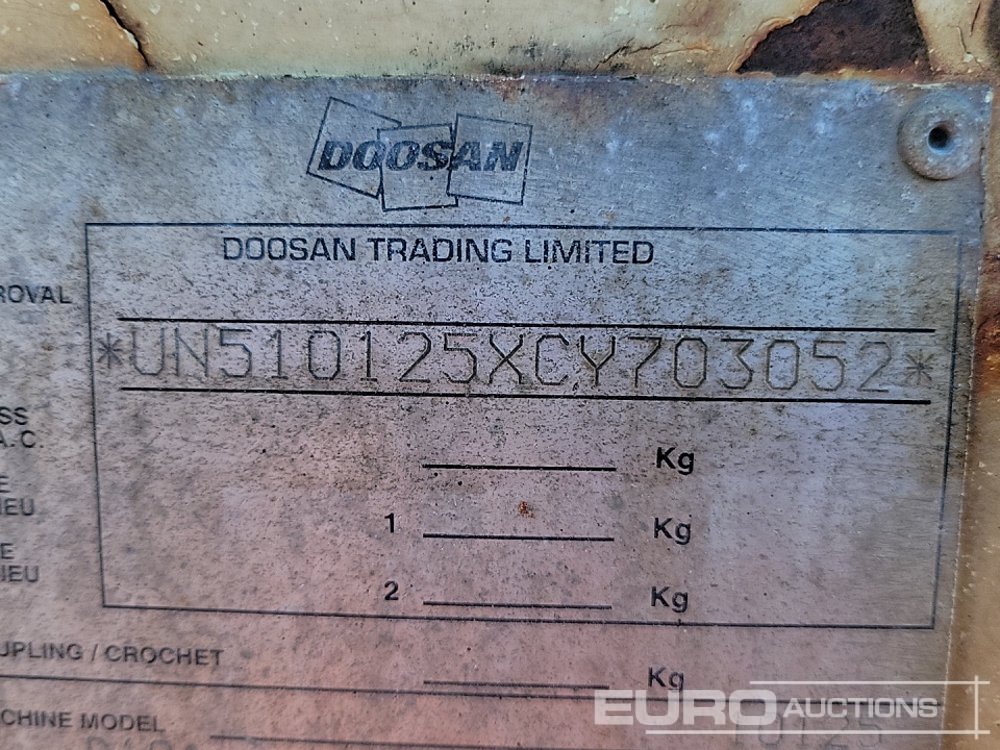 DOOSAN
DOOSAN TRADING LIMITED
ROVAL
*UN510125XCY703052*
SS
A.C.
Kg
E
IEU
1 Kg
E
IEU
2 Kg
UPLING / CROCHET
Kg
CHINE MODEL
10125
EURO AUCTIONS